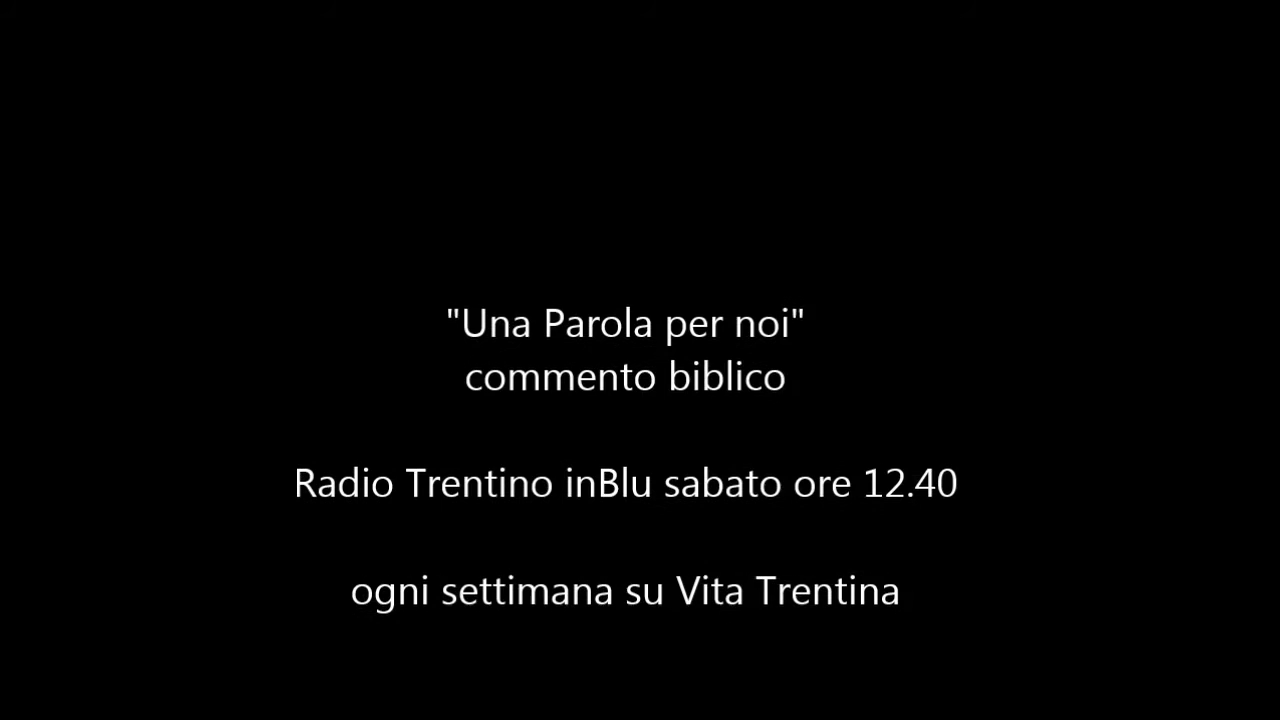 "Una Parola per noi"
commento biblico
Radio Trentino inBlu sabato ore 12.40
ogni settimana su Vita Trentina